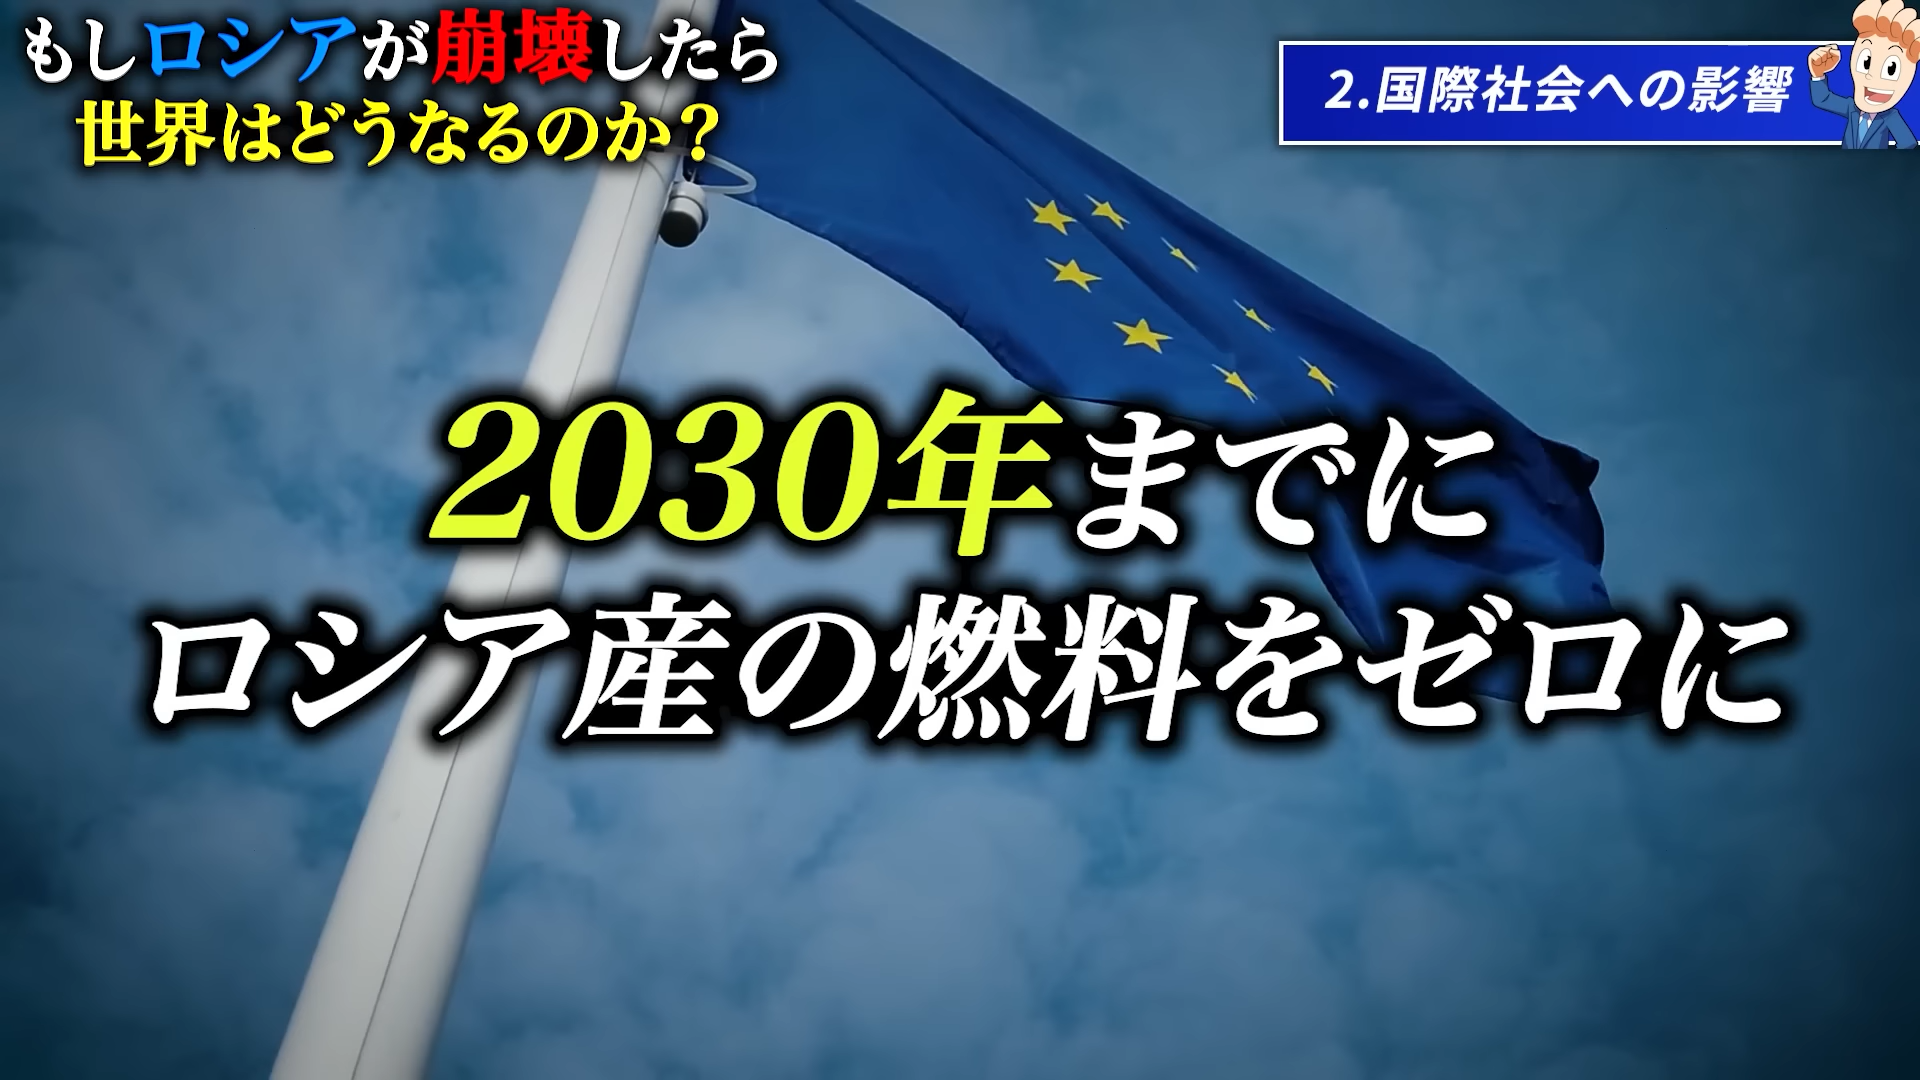 もしロシアが崩壊したら
世界はどうなるのか?
2.国際社会への影響
2030年までに
ロシア産の燃料をゼロに